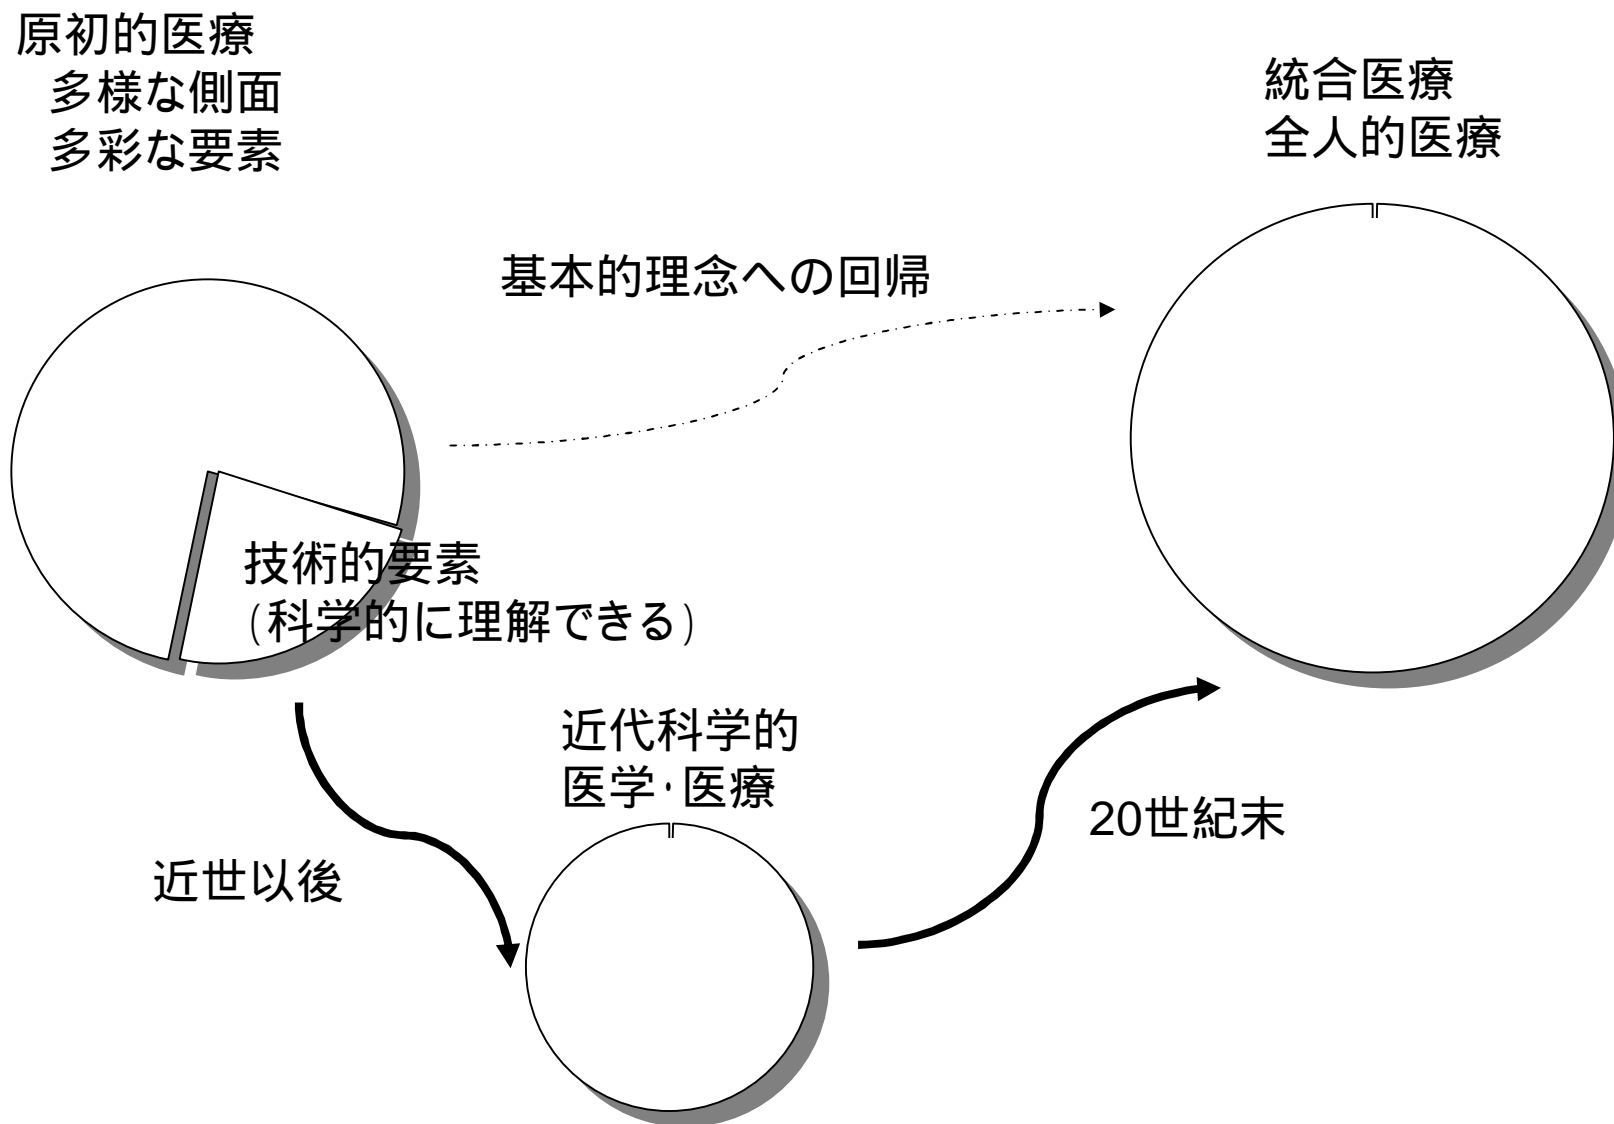 原初的医療
多様な側面
多彩な要素
統合医療
全人的医療
基本的理念への回帰
技術的要素
(科学的に理解できる)
近代科学的
医学・医療
近世以後
20世紀末